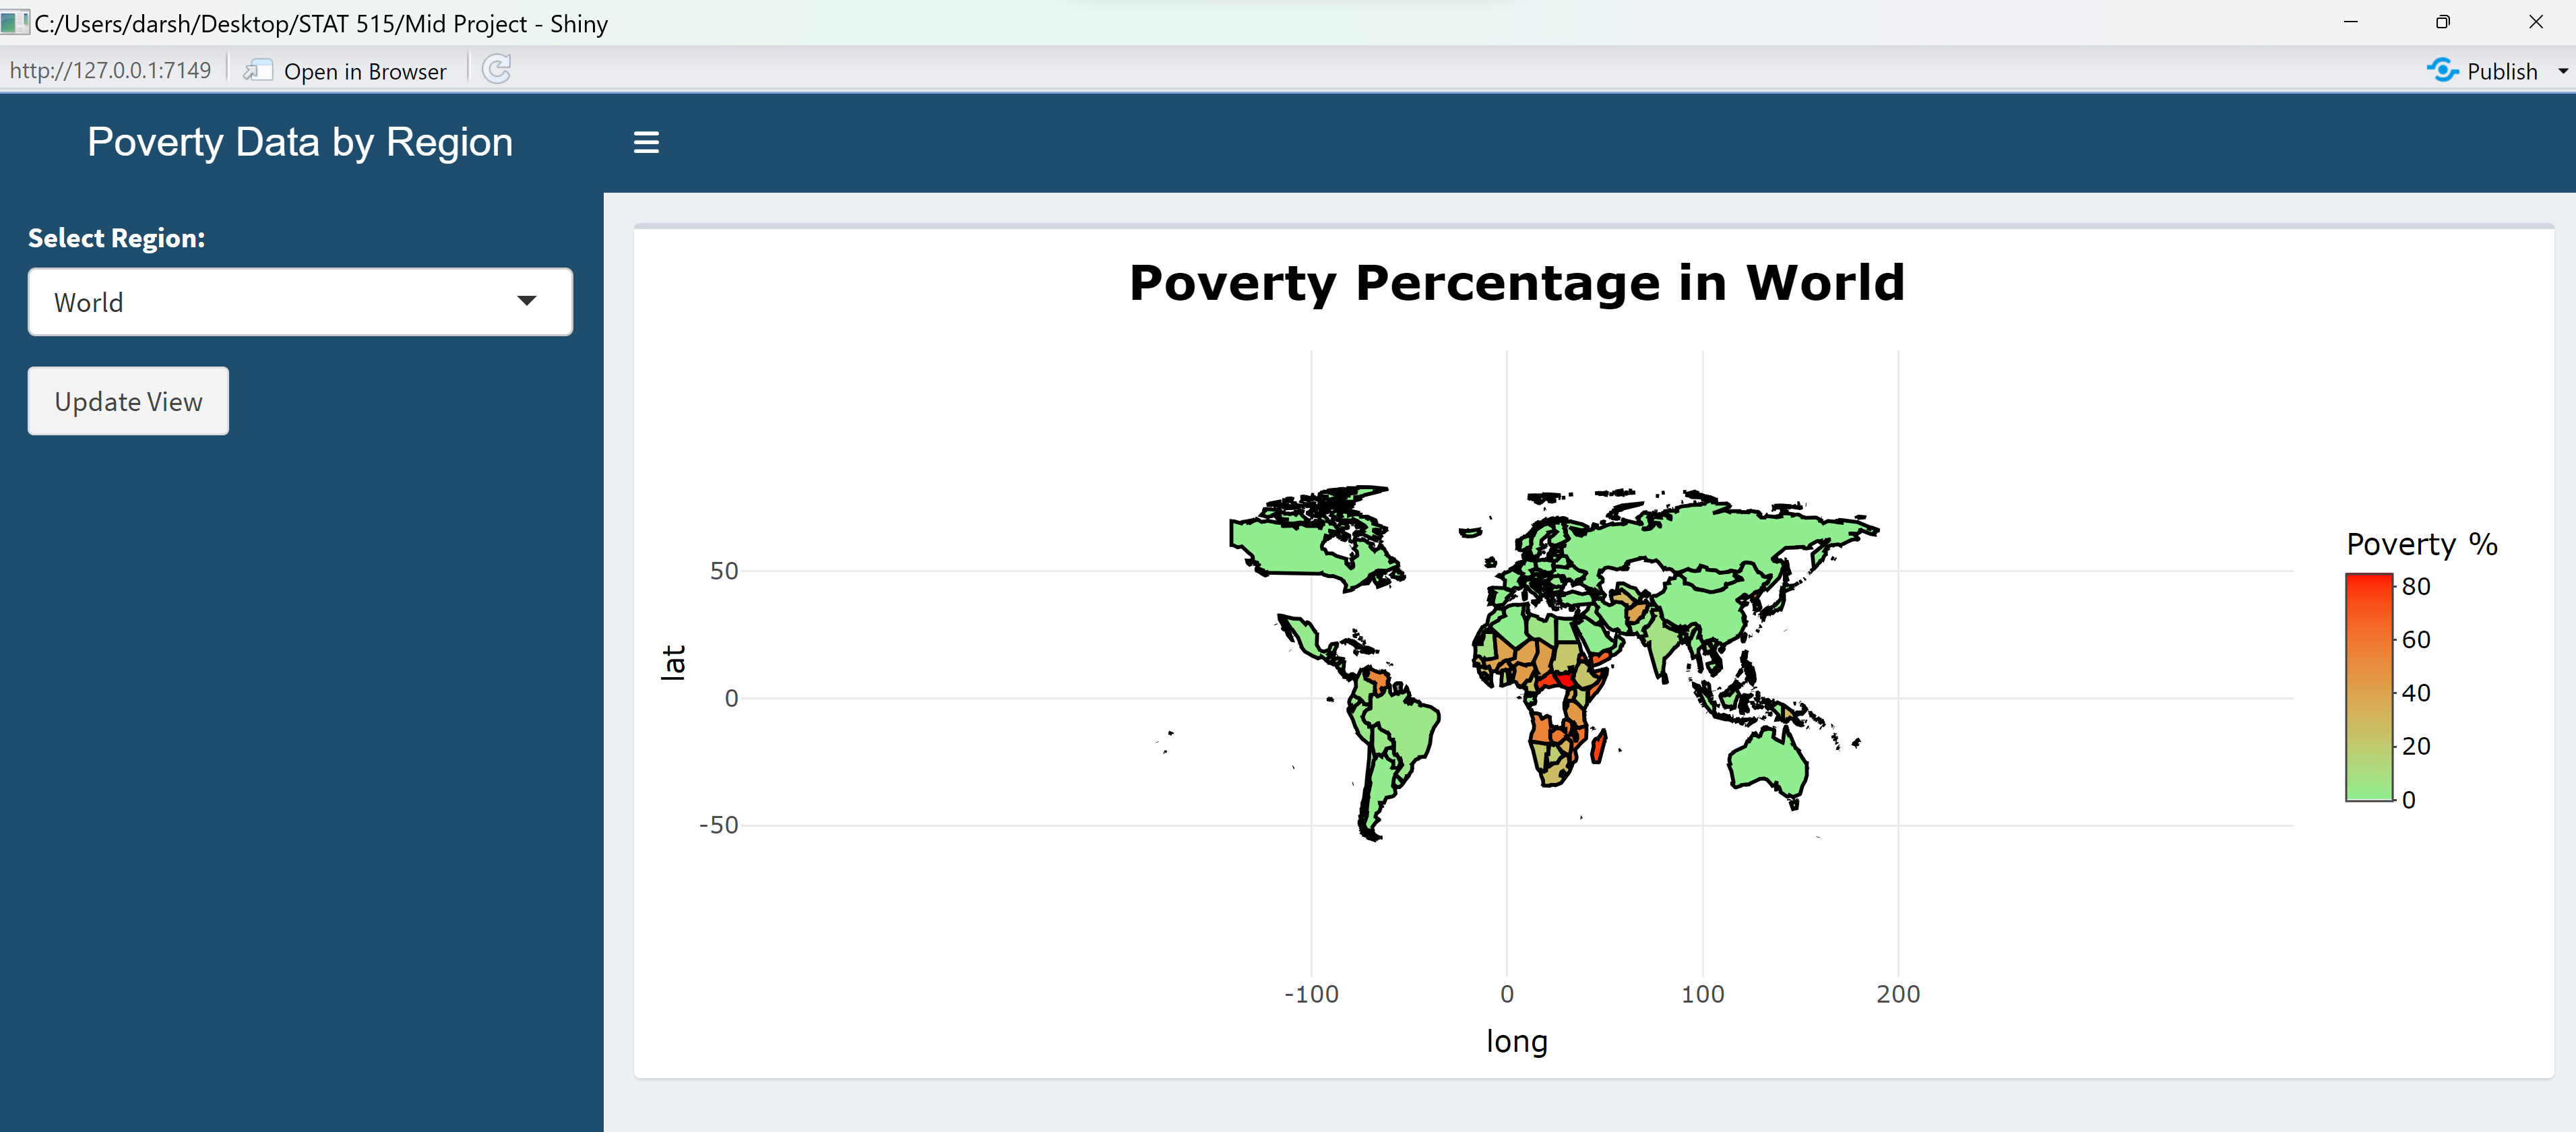 C:/Users/darsh/Desktop/STAT 515/Mid Project - Shiny
http://127.0.0.1:7149 Open in Browser Publish
Poverty Data by Region
Select Region:
World
Update View
Poverty Percentage in World
50
0
-50
lat
-100 0 100 200
long
Poverty %
80
60
40
20
0